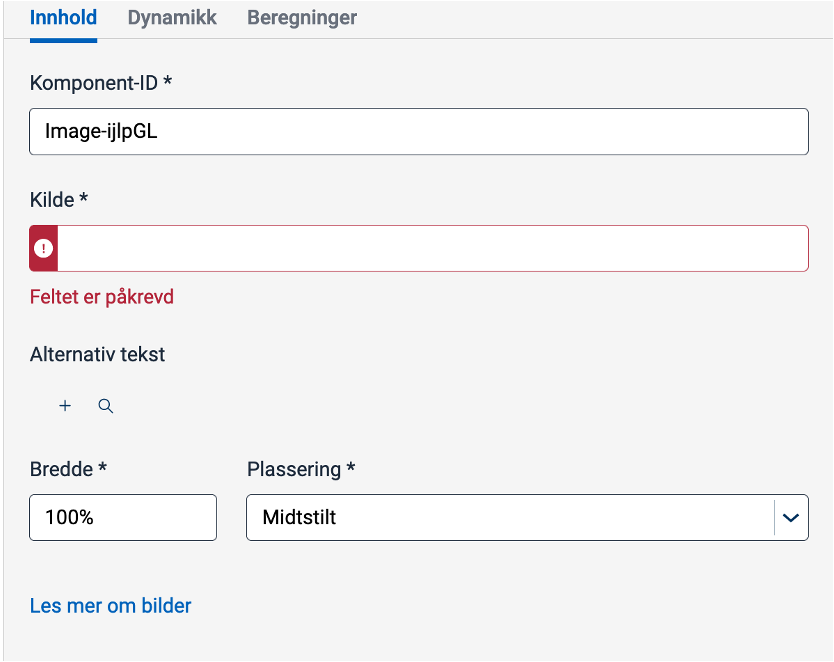 Innhold Dynamikk Beregninger
Komponent-ID *
Image-ijlpGL
Kilde *
Feltet er påkrevd
Alternativ tekst
Bredde * Plassering *
100% Midtstilt
Les mer om bilder